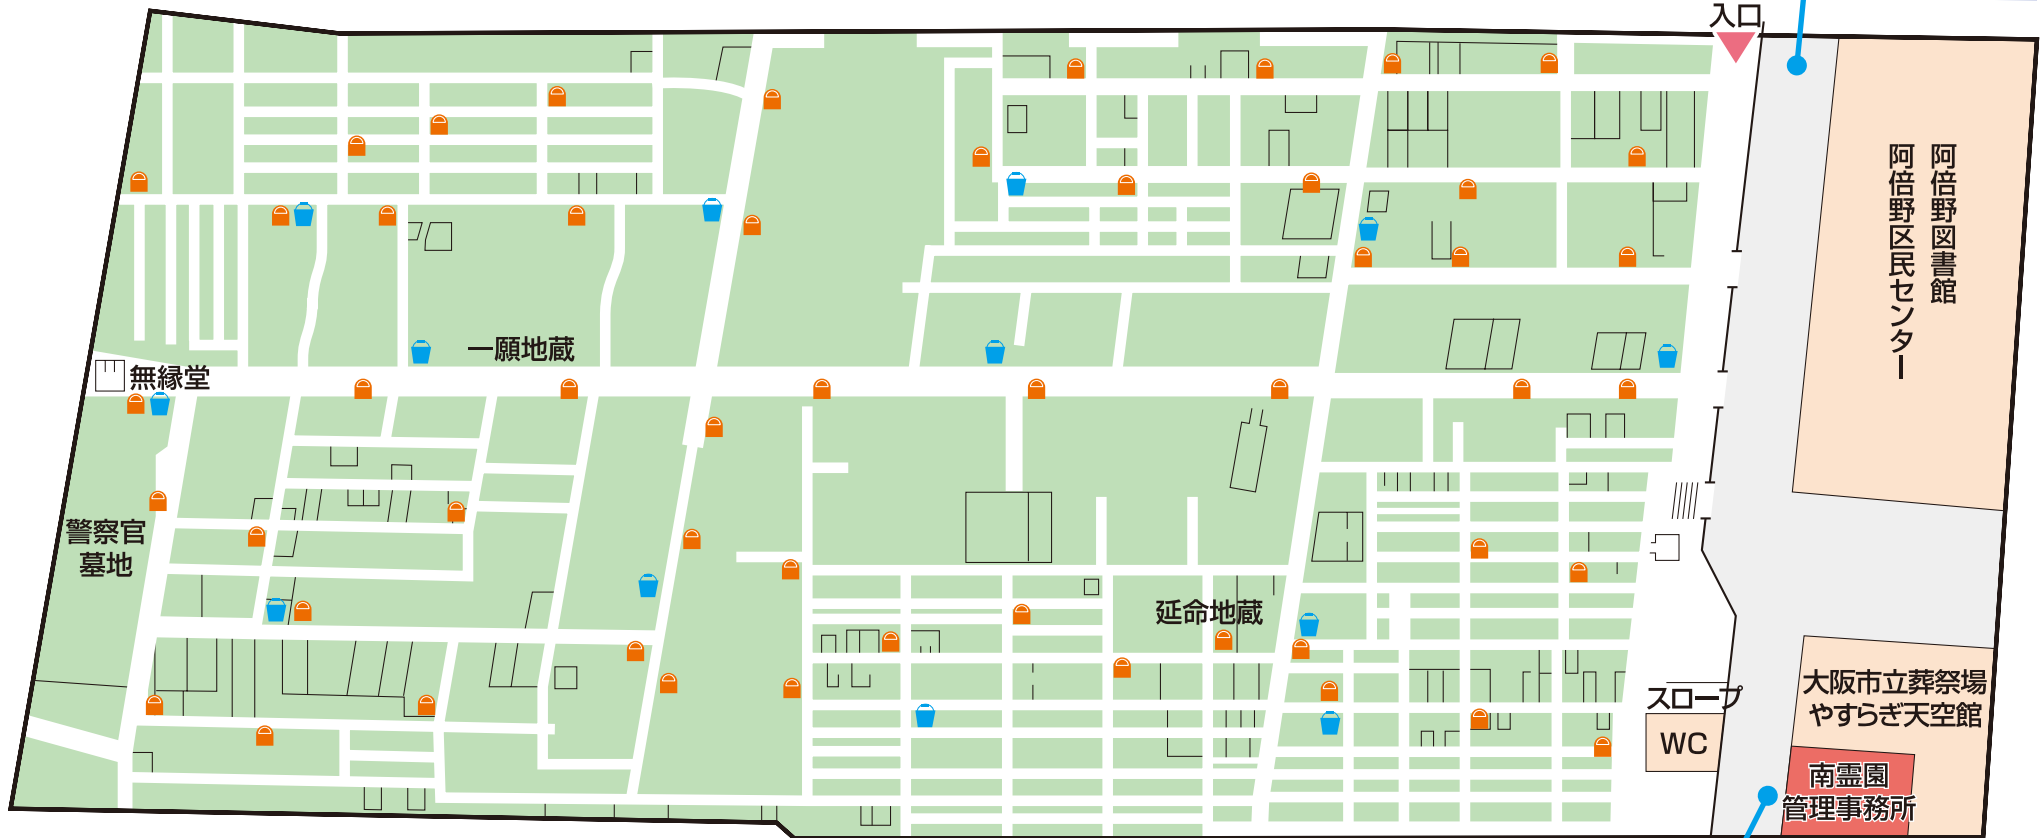 入口
阿倍野図書館
阿倍野区民センター
一願地蔵
無縁堂
警察官
墓地
延命地蔵
スロープ
WC
大阪市立葬祭場
やすらぎ天空館
南霊園
管理事務所